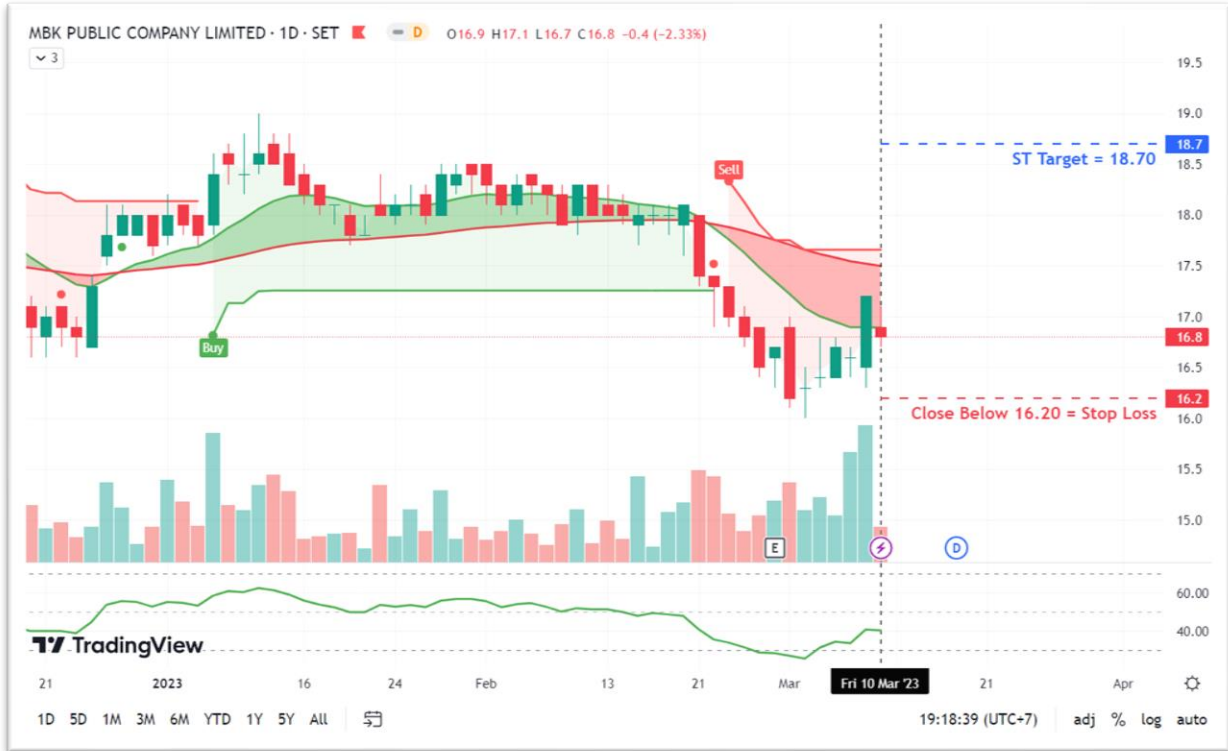 MBK PUBLIC COMPANY LIMITED · 1D · SET D O16.9 H17.1 L16.7 C16.8 −0.4 (−2.33%)
3
19.5
19.0
18.7
ST Target = 18.70
18.5
Sell
18.0
17.5
17.0
16.8
Buy
16.5
16.2
Close Below 16.20 = Stop Loss
16.0
15.5
15.0
E
D
60.00
40.00
TradingView
21 2023 16 24 Feb 13 21 Mar Fri 10 Mar '23 21 Apr
1D 5D 1M 3M 6M YTD 1Y 5Y All 19:18:39 (UTC+7) adj % log auto